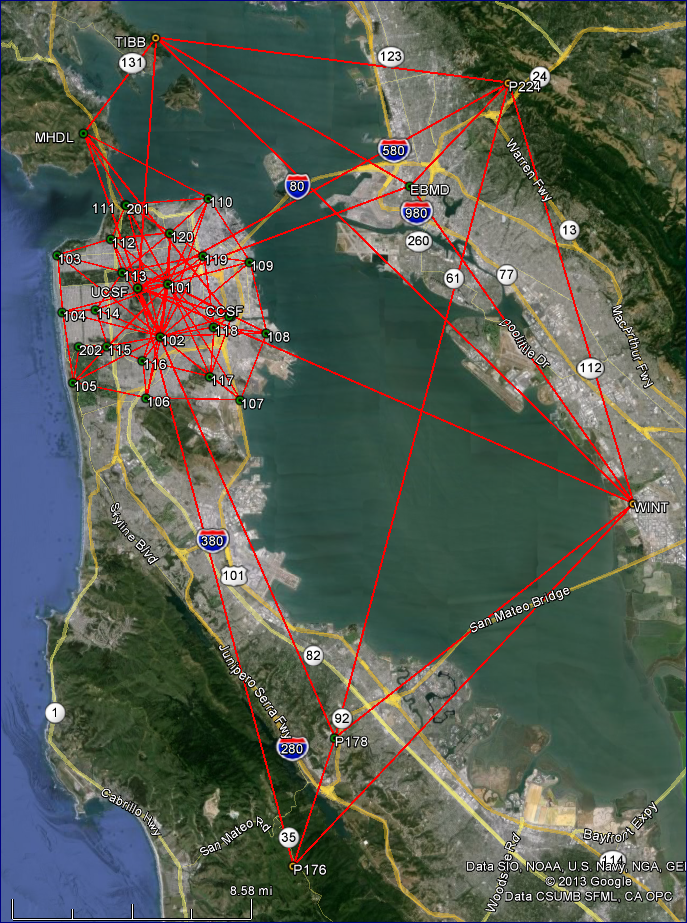 TIBB
131
123
24
P224
MHDL
580
Warren Fwy
80
EBMD
980
110
111
201
13
120
112
260
103
119
109
61
77
113
UCSF
101
MacArthur Fwy
104
114
CCSF
118
108
102
poolittle Dr
202
115
116
112
105
117
106
107
WINT
Skyline Blvd
380
101
San Mateo Bridge
82
Junipero Serra Fwy
1
92
P178
280
Cabrillo Hwy
San Mateo Rd
35
Bayfront Expy
Woodside Rd
114
P176
Data SIO, NOAA, U.S. Navy, NGA, GE
© 2013 Google
8.58 mi
Data CSUMB SFML, CA OPC